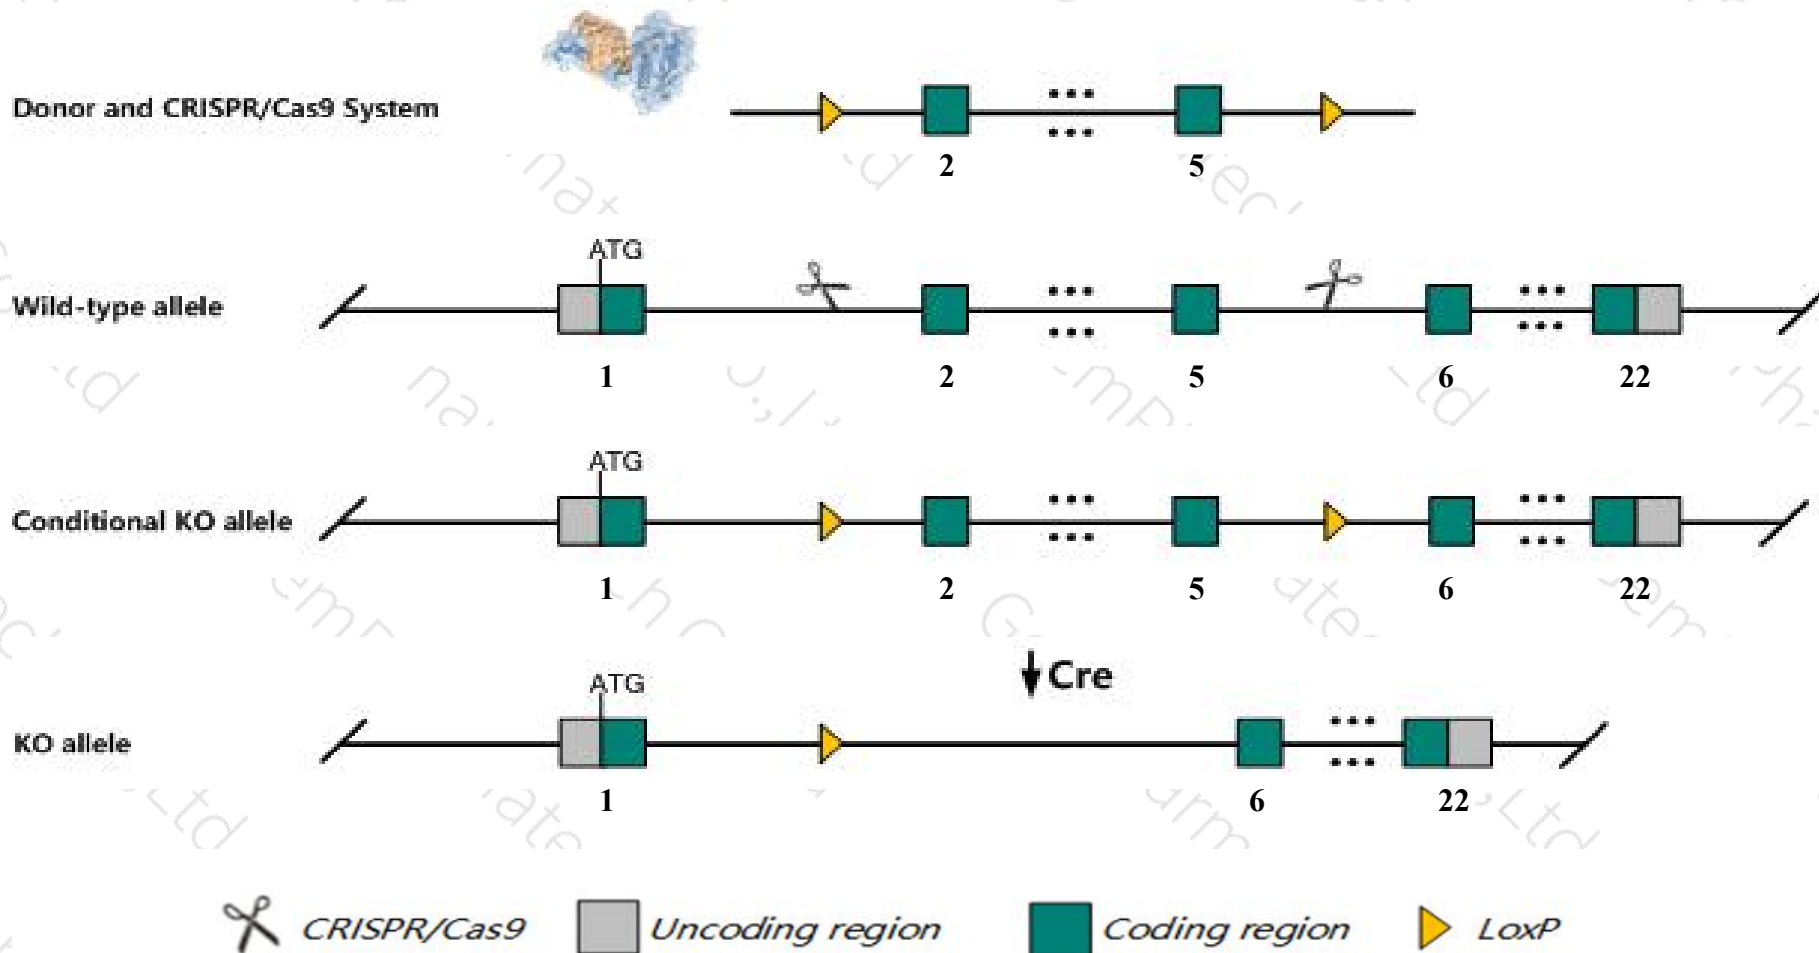 Donor and CRISPR/Cas9 System
2 5
ATG
Wild-type allele
1 2 5 6 22
ATG
Conditional KO allele
1 2 5 6 22
Cre
ATG
KO allele
1 6 22
CRISPR/Cas9 Uncoding region Coding region LoxP